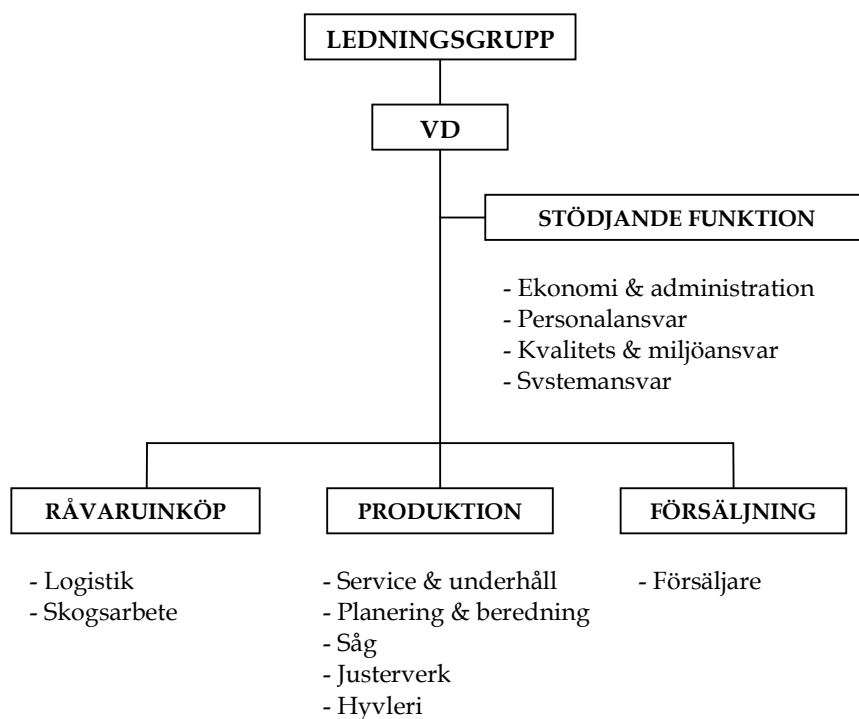 LEDNINGSGRUPP
VD
STÖDJANDE FUNKTION
- Ekonomi & administration
- Personalansvar
- Kvalitets & miljöansvar
- Svstemansvar
RÅVARUINKÖP
- Logistik
- Skogsarbete
PRODUKTION
- Service & underhåll
- Planering & beredning
- Såg
- Justerverk
- Hyvleri
FÖRSÄLJNING
- Försäljare